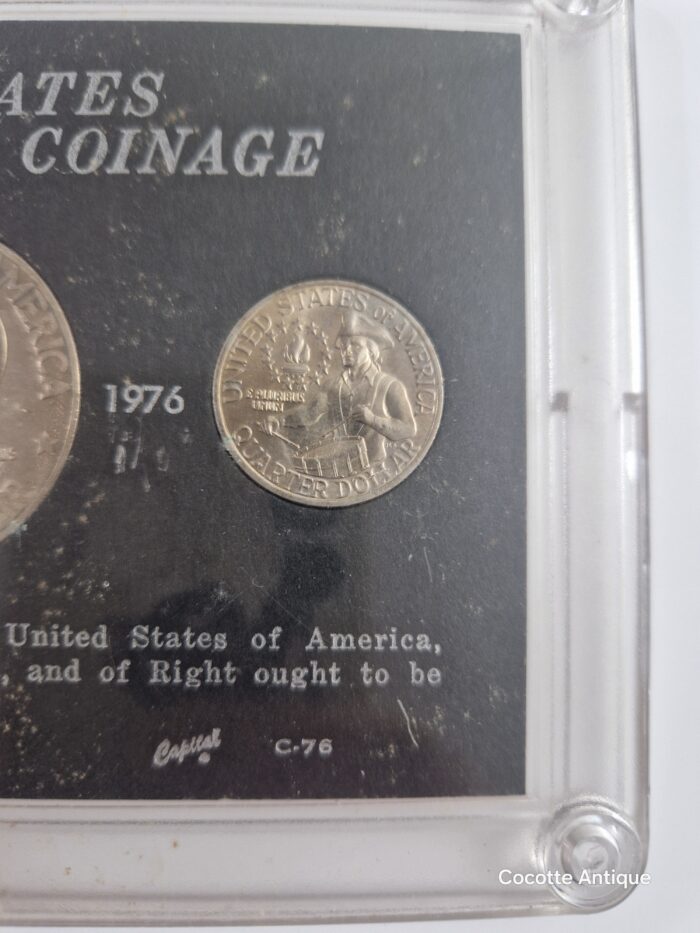 ATES
COINAGE
MERICA
1976
UNITED STATES OF AMERICA
E PLURIBUS
UNUM
QUARTER DOLLAR
United States of America,
, and of Right ought to be
Capital ®
C-76
Cocotte Antique